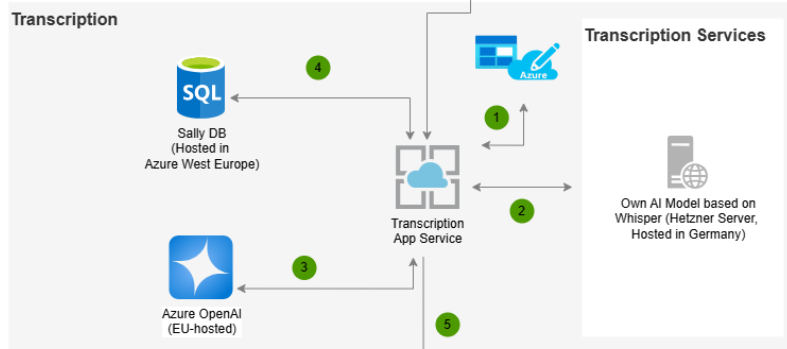 Transcription
Transcription Services
Azure
4
SQL
1
Sally DB
(Hosted in
Azure West Europe)
2
Own AI Model based on
Whisper (Hetzner Server,
Hosted in Germany)
Transcription
App Service
3
Azure OpenAI
(EU-hosted)
5